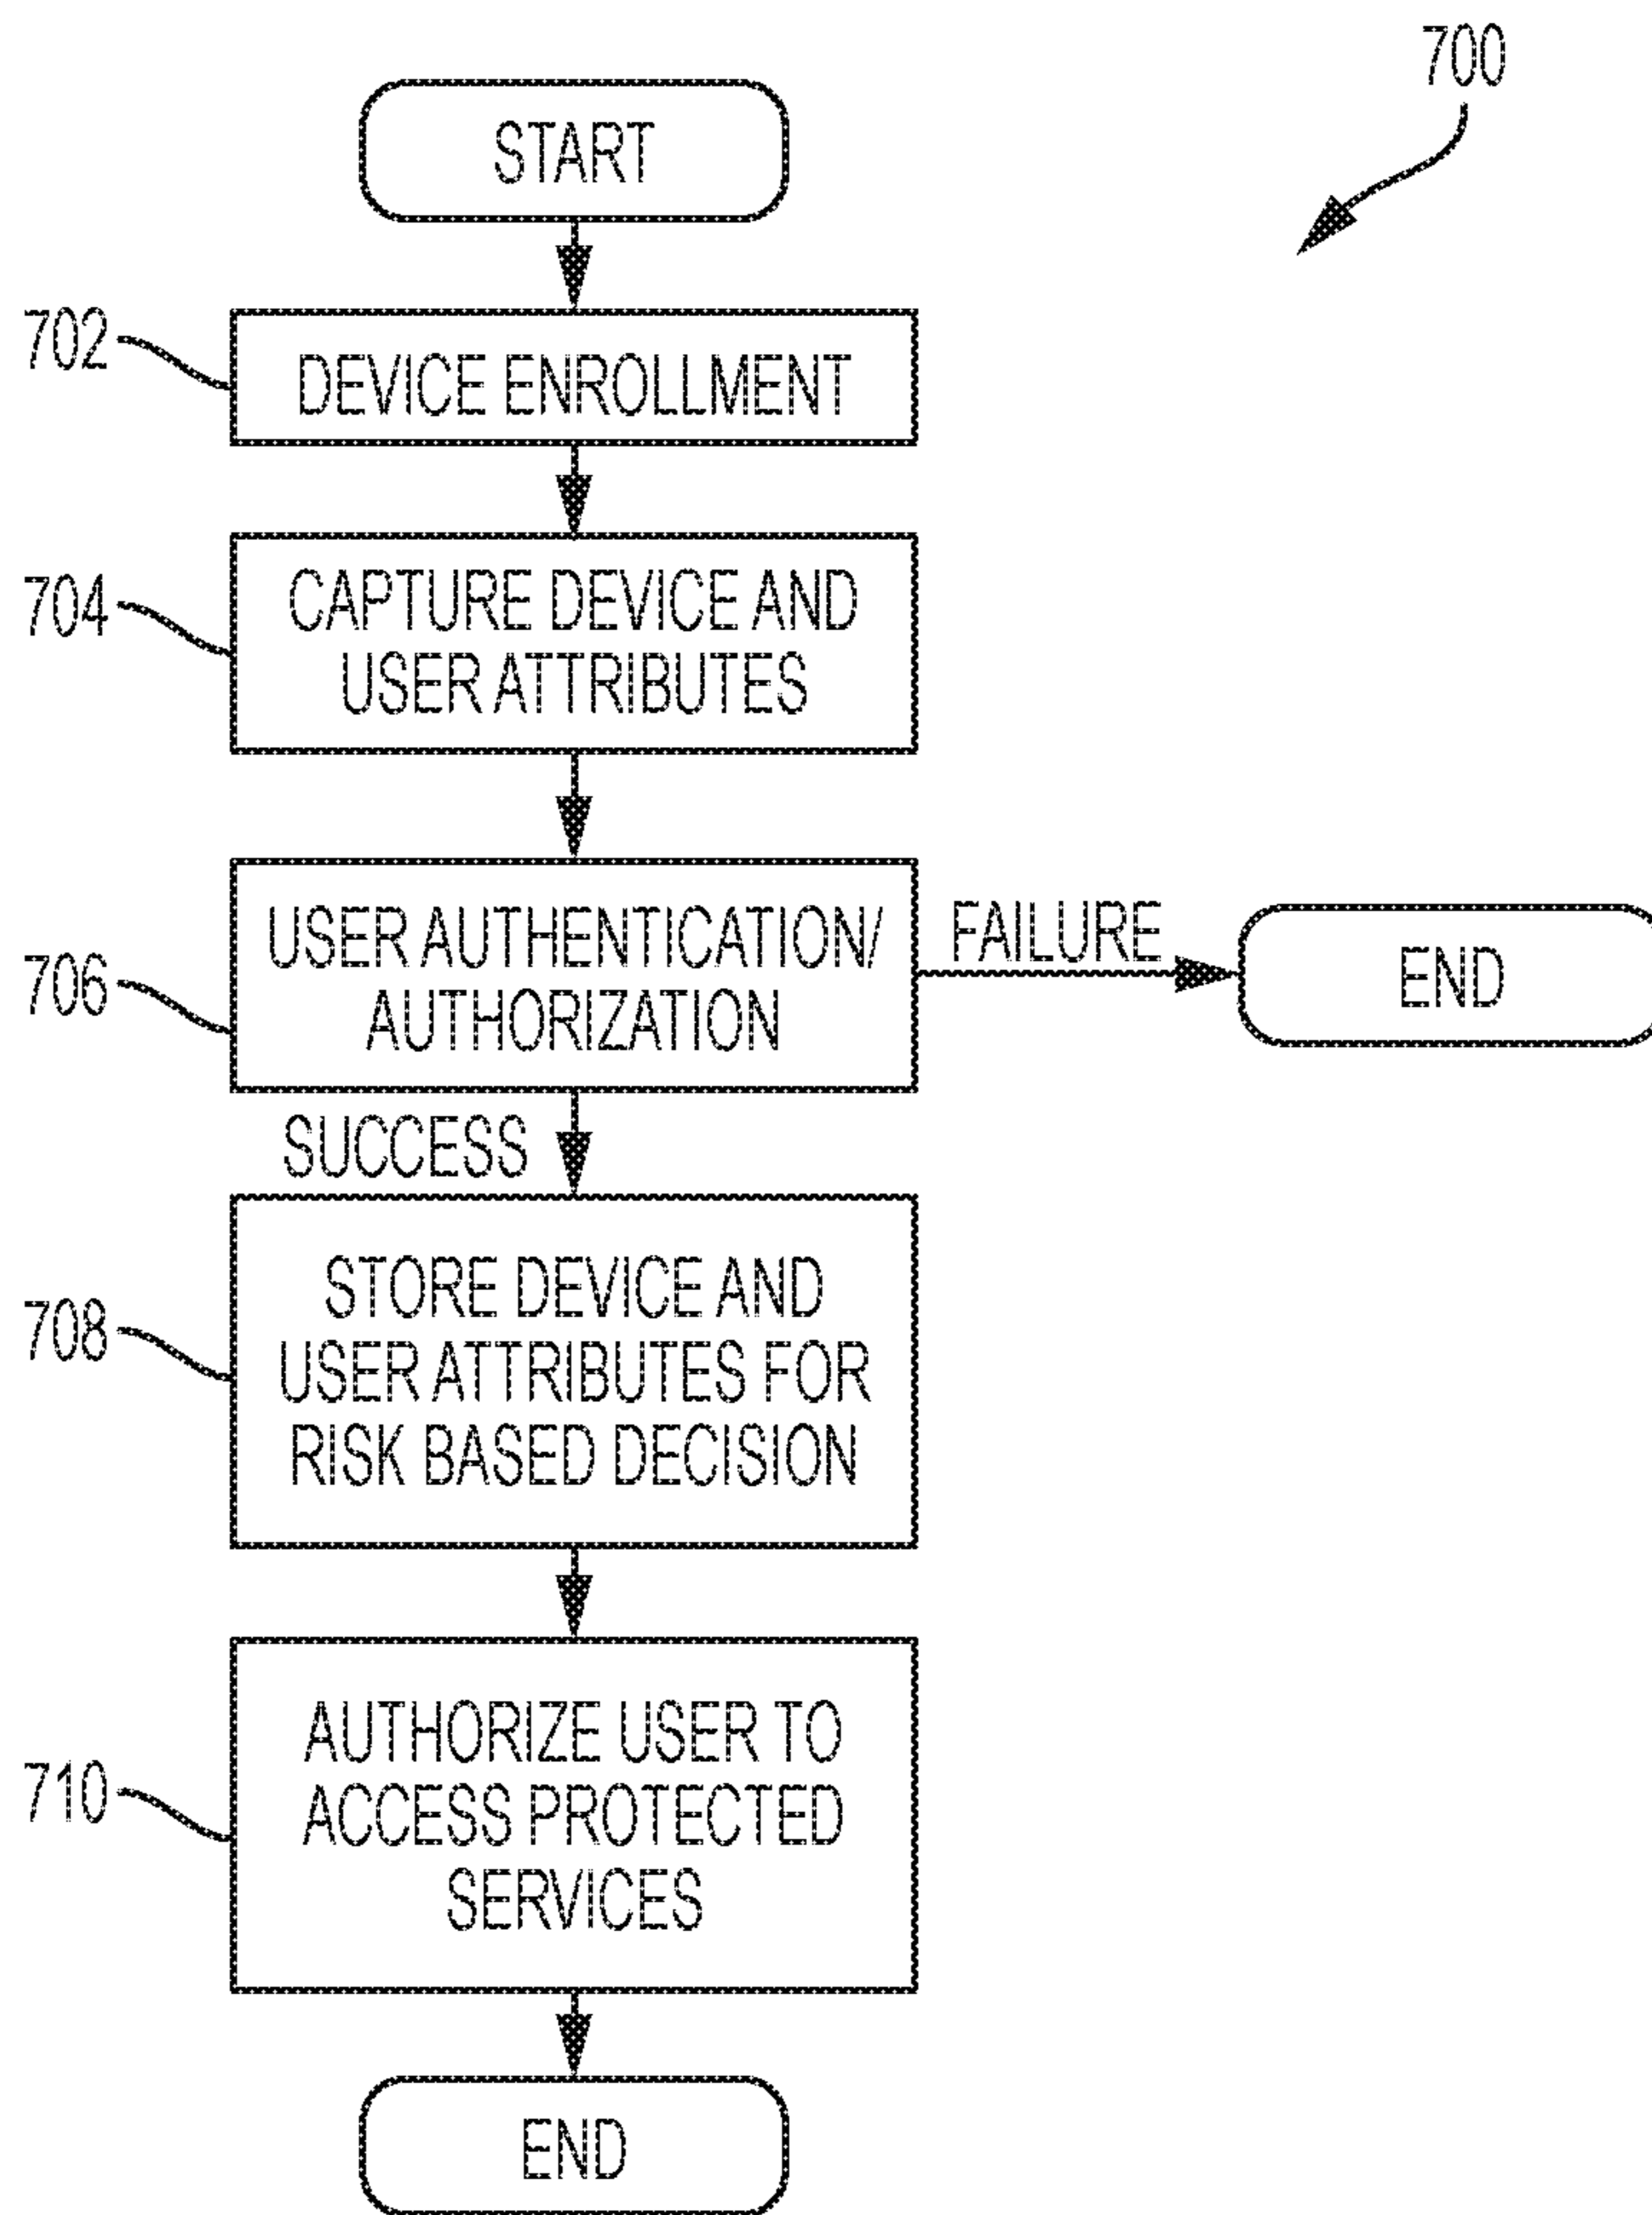 700
START
702
DEVICE ENROLLMENT
704
CAPTURE DEVICE AND
USER ATTRIBUTES
706
USER AUTHENTICATION/
AUTHORIZATION
FAILURE
END
SUCCESS
708
STORE DEVICE AND
USER ATTRIBUTES FOR
RISK BASED DECISION
710
AUTHORIZE USER TO
ACCESS PROTECTED
SERVICES
END